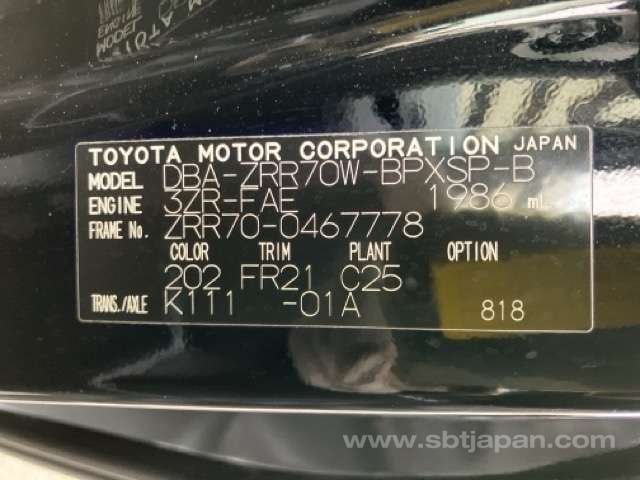 TOYOTA MOTOR CORPORATION JAPAN
MODEL DBA-ZRR70W-BPXSP-B
ENGINE 3ZR-FAE 1986 mL
FRAME No. ZRR70-0467778
COLOR TRIM PLANT OPTION
202 FR21 C25
TRANS./AXLE K111 -01A 818
www.sbtjapan.com